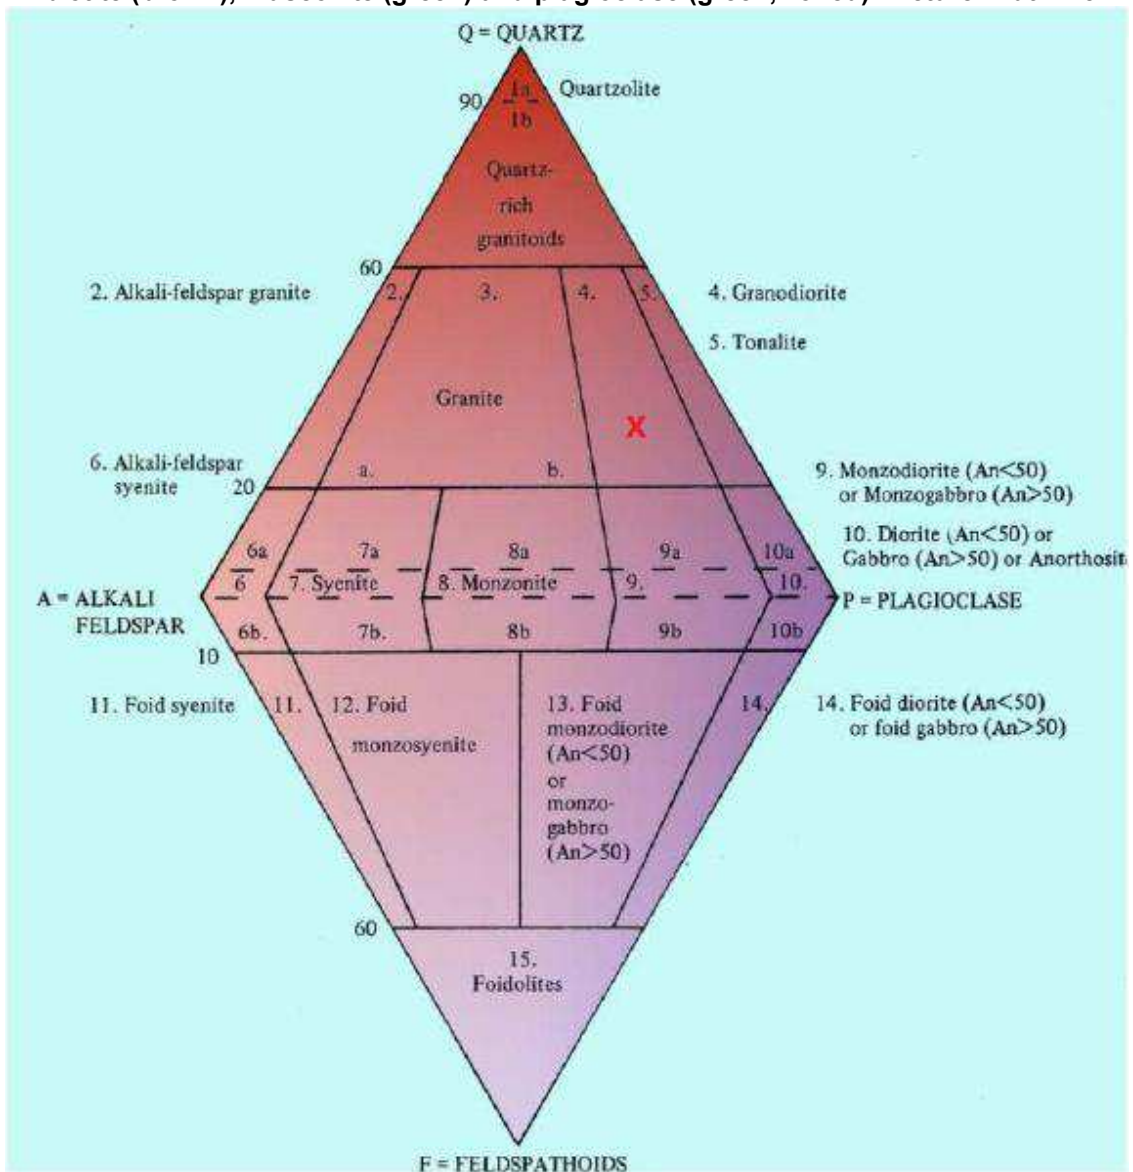 Q = QUARTZ
1a
Quartzolite
90
1b
Quartz-
rich
granitoids
60
2. Alkali-feldspar granite
2.
3.
4.
5.
4. Granodiorite
5. Tonalite
Granite
X
6. Alkali-feldspar
syenite
20
a.
b.
9. Monzodiorite (An<50)
or Monzogabbro (An>50)
10. Diorite (An<50) or
Gabbro (An>50) or Anorthosit
6a
7a
8a
9a
10a
6
7. Syenite
8. Monzonite
9.
10.
A = ALKALI
FELDSPAR
P = PLAGIOCLASE
6b.
7b.
8b
9b
10b
10
11. Foid syenite
11.
12. Foid
monzosyenite
13. Foid
monzodiorite
(An<50)
or
monzo-
gabbro
(An>50)
14.
14. Foid diorite (An<50)
or foid gabbro (An>50)
60
15.
Foidolites
F = FELDSPATHOIDS